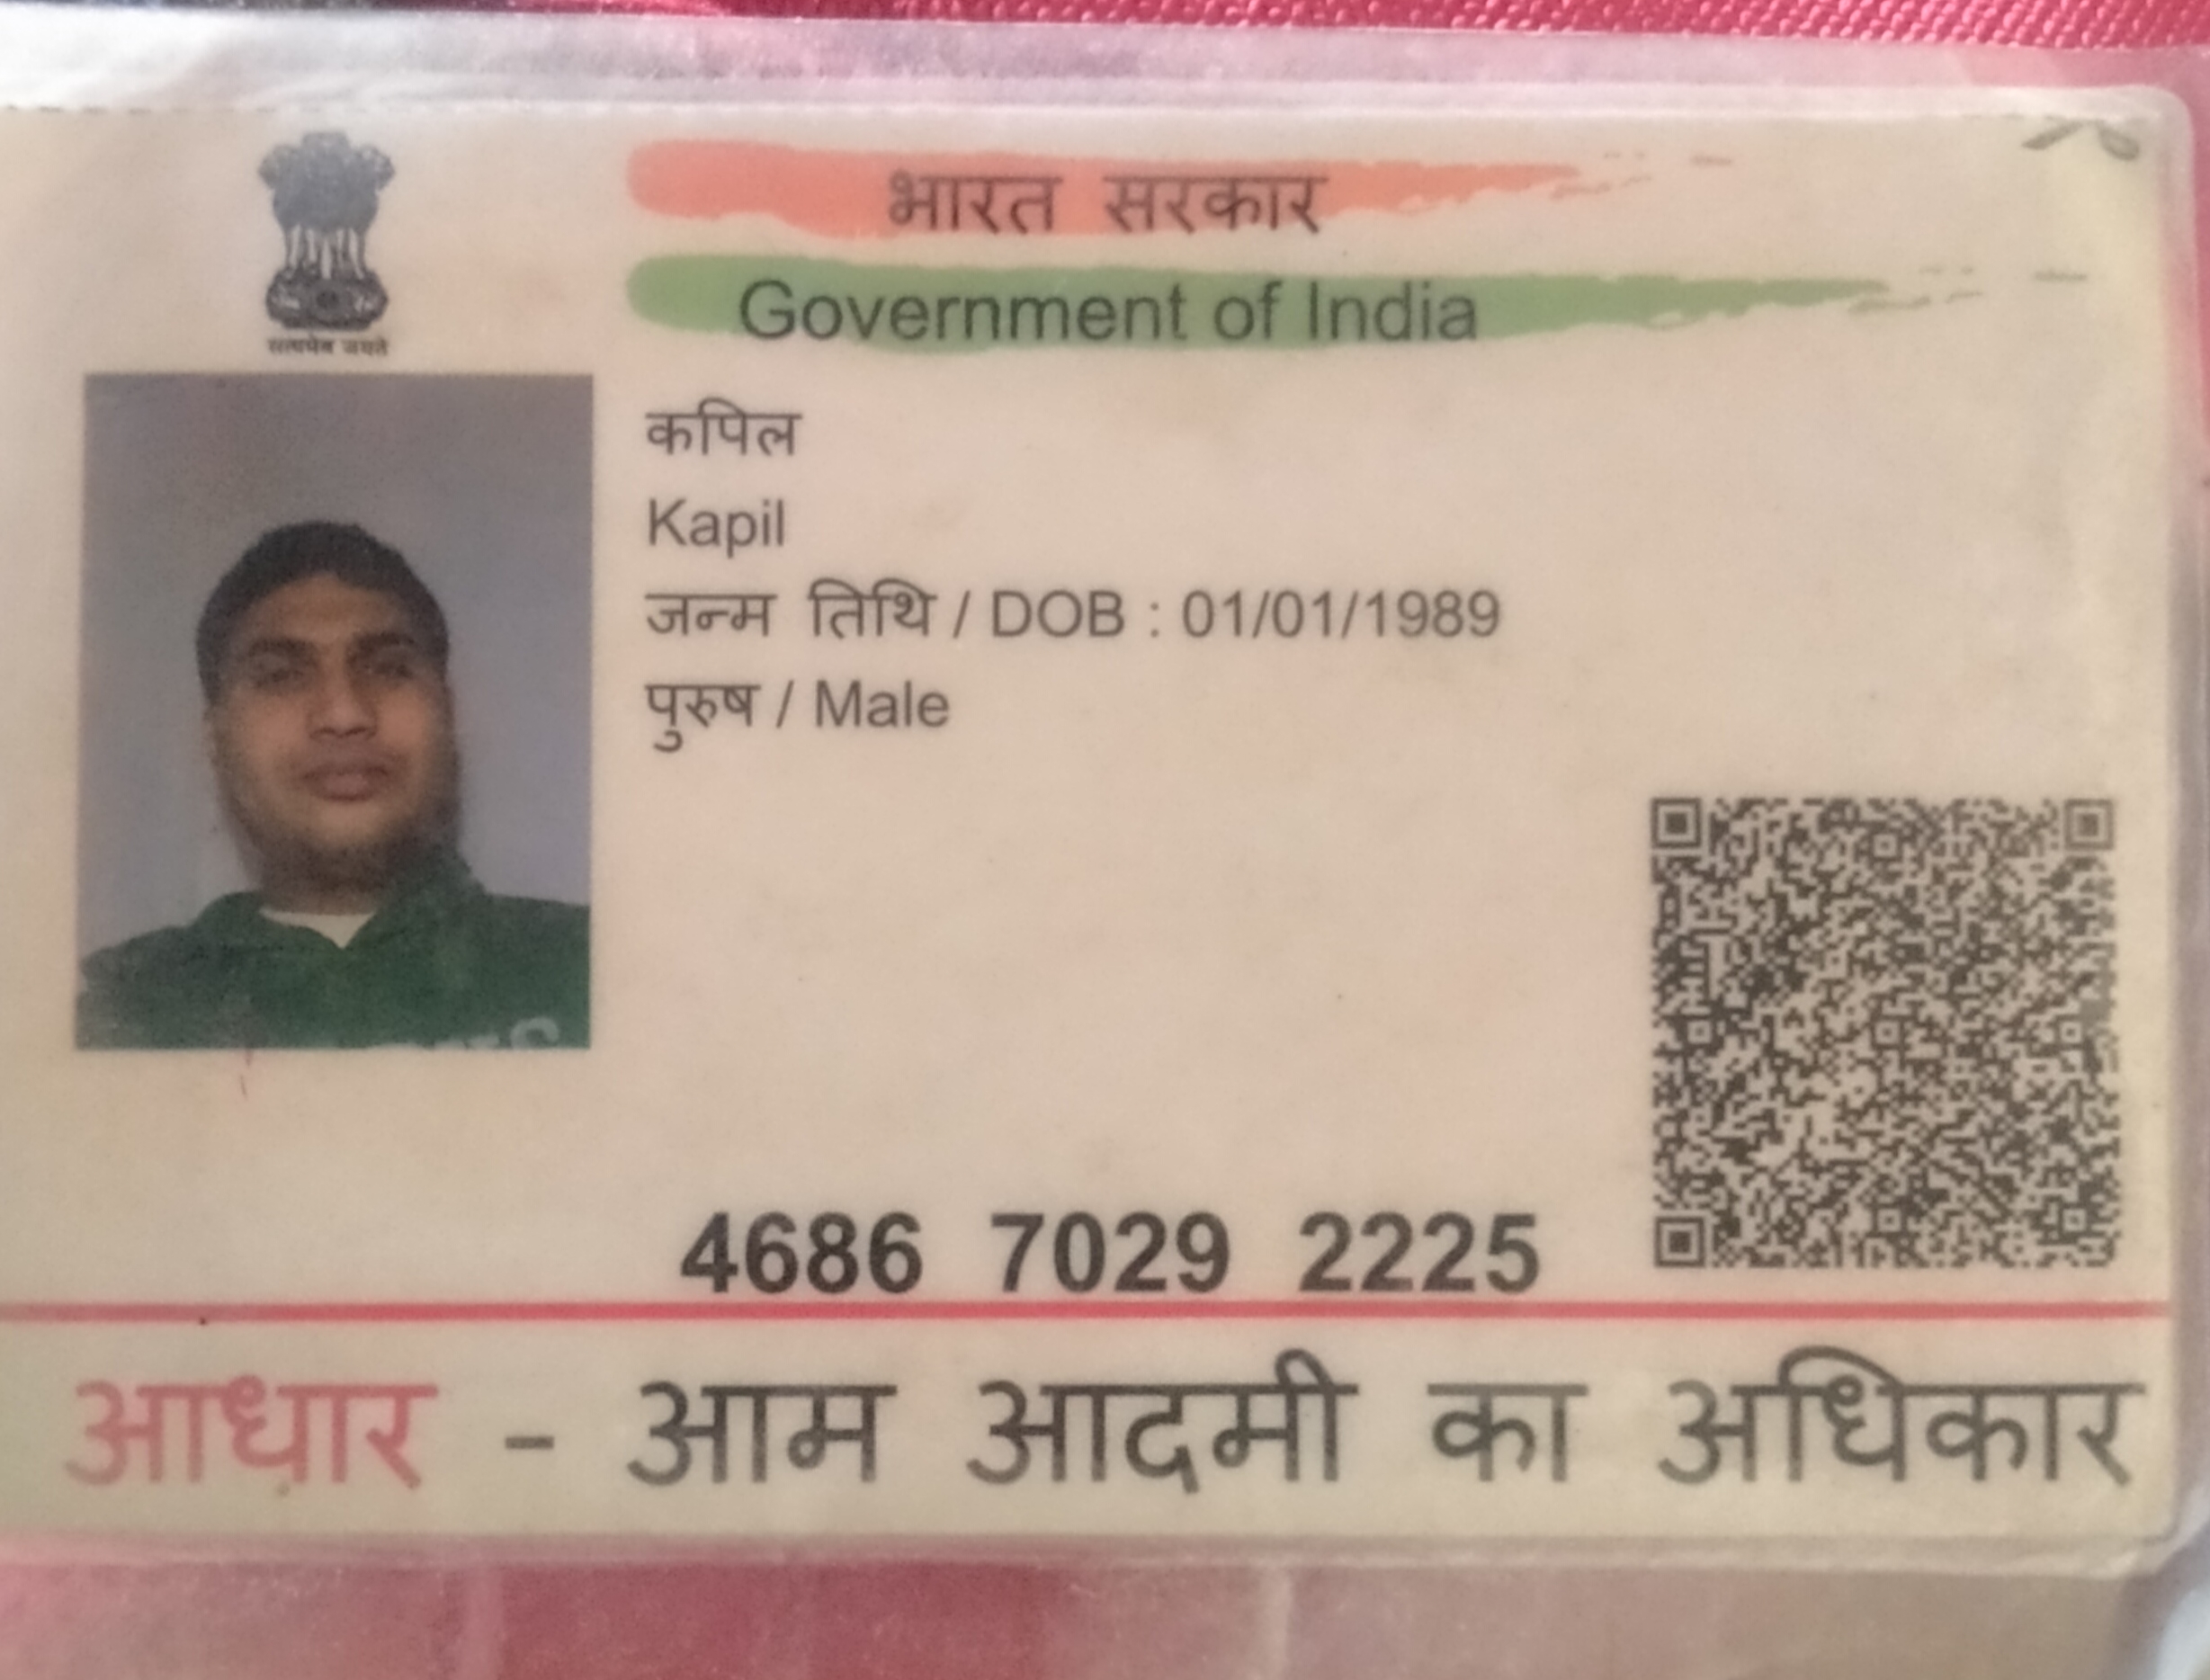 भारत सरकार
Government of India
सत्यमेव जयते
कपिल
Kapil
जन्म तिथि / DOB : 01/01/1989
पुरुष / Male
4686 7029 2225
आधार - आम आदमी का अधिकार